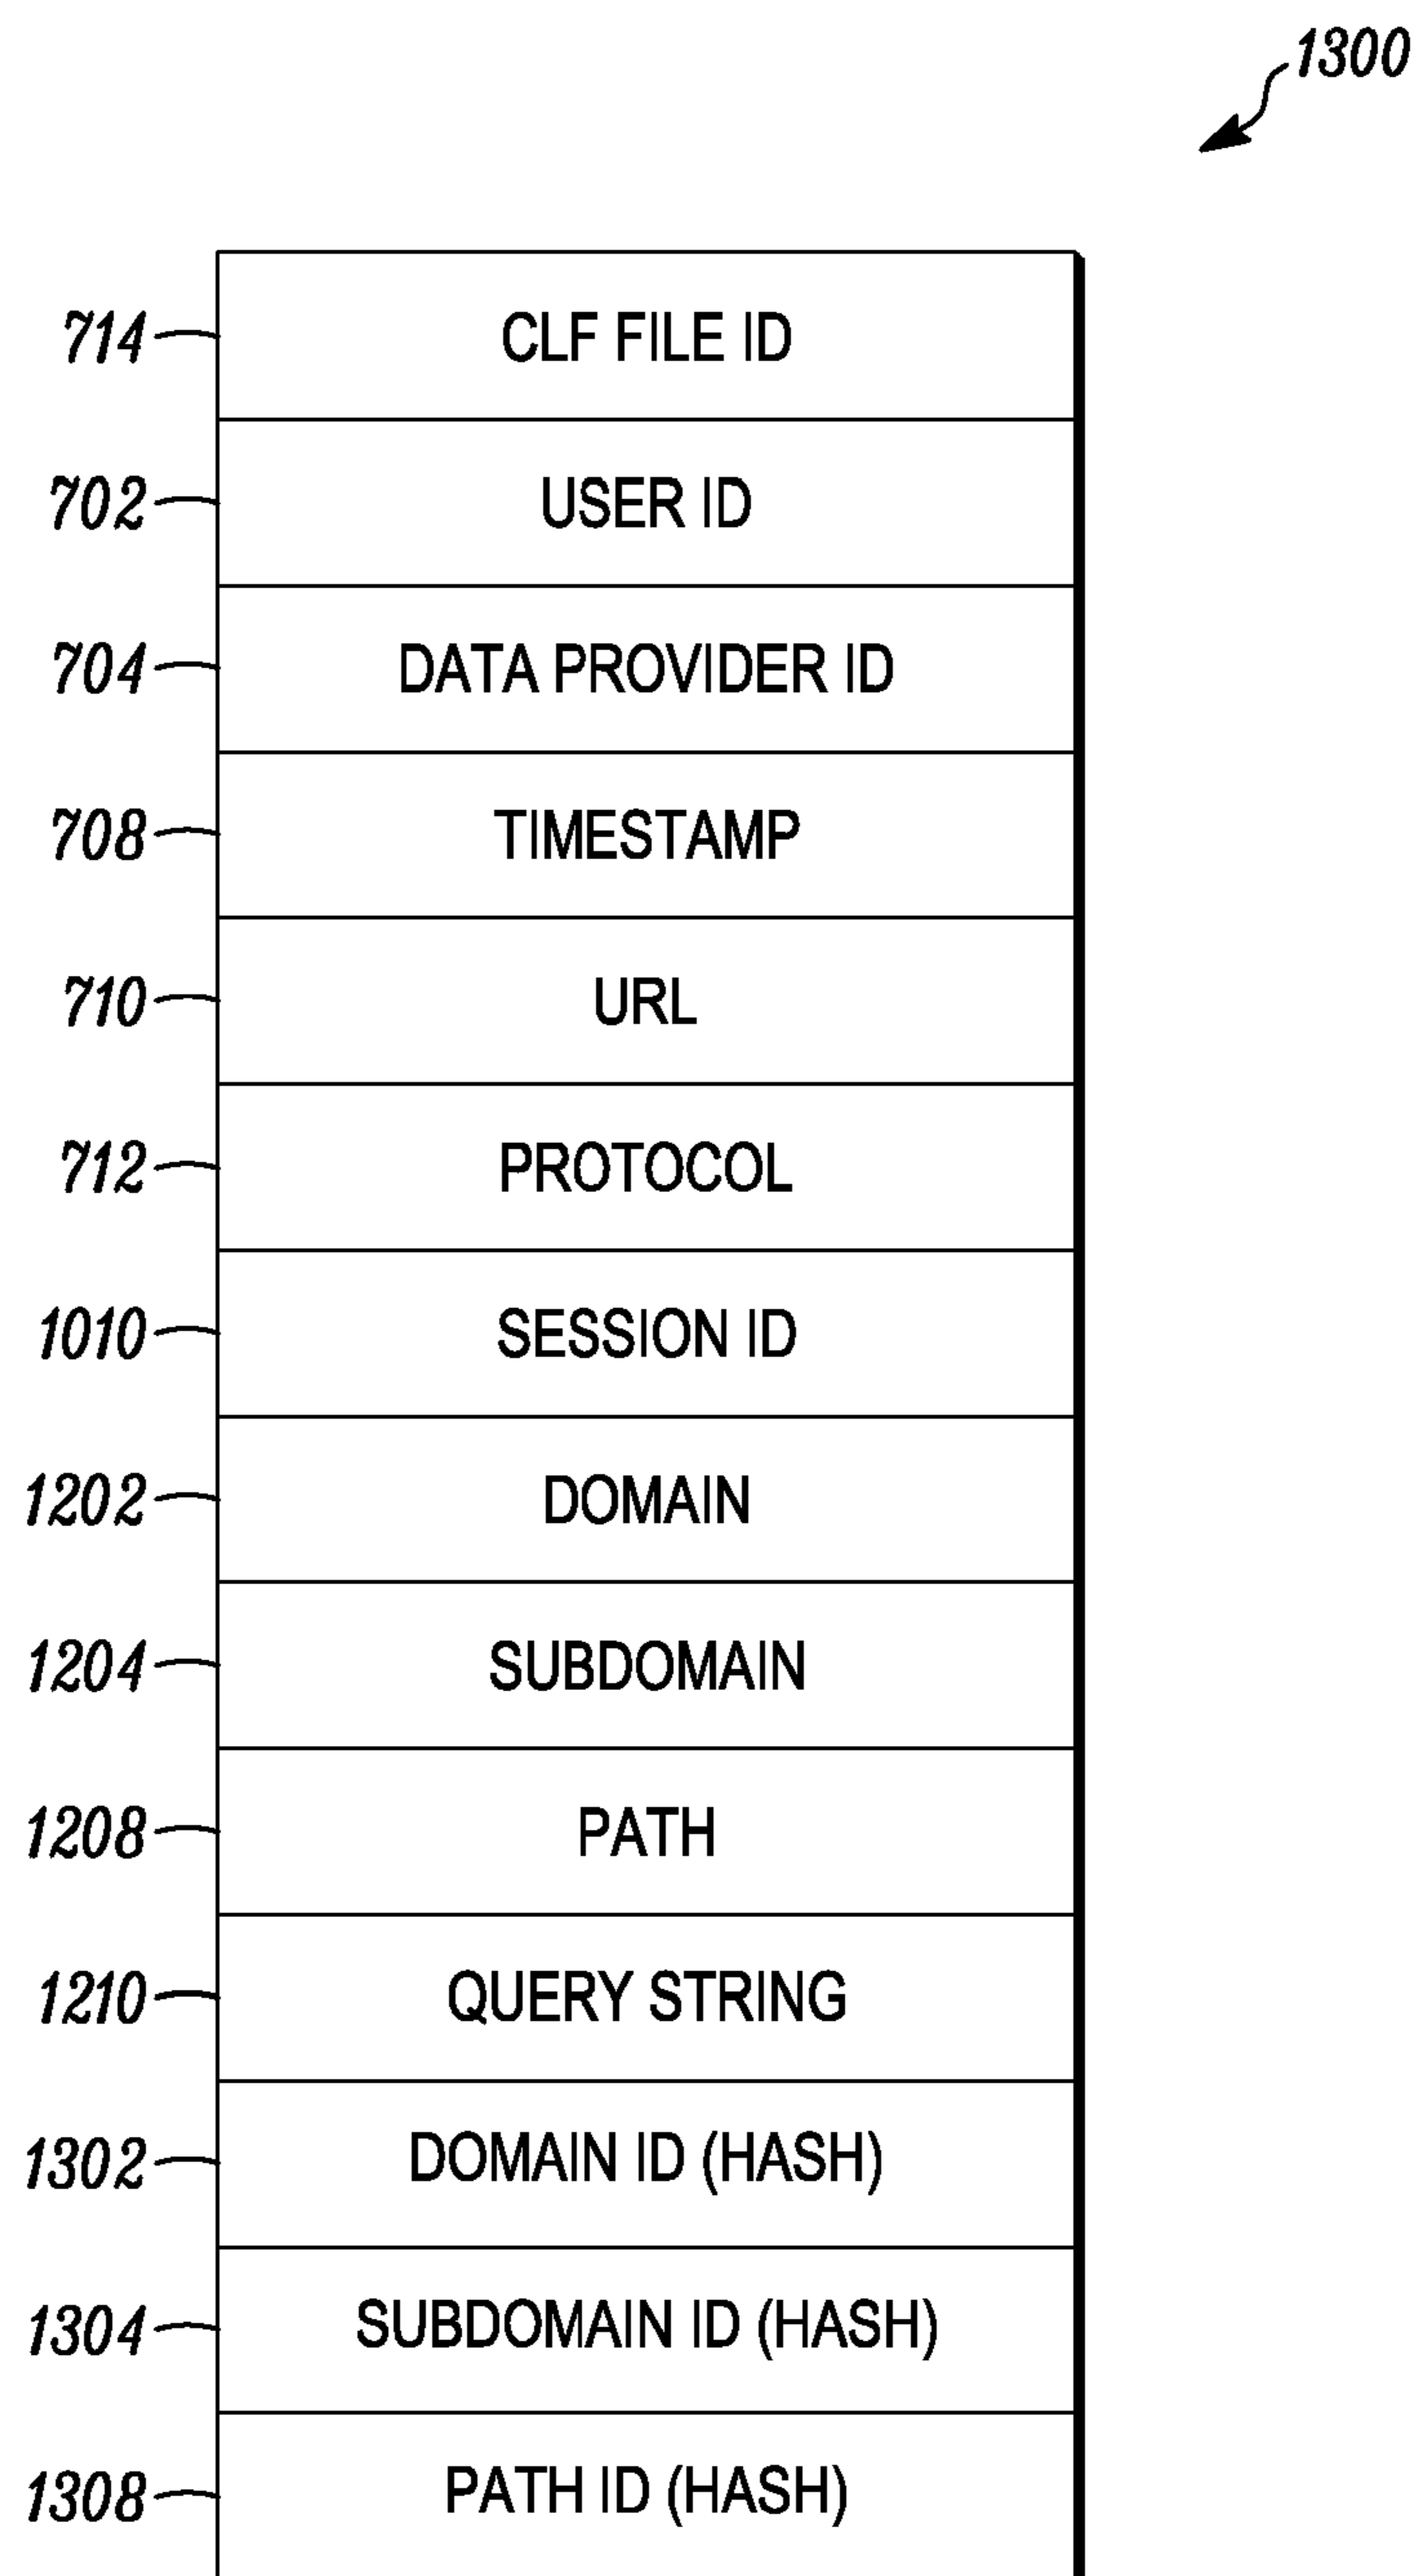 1300
714 CLF FILE ID
702 USER ID
704 DATA PROVIDER ID
708 TIMESTAMP
710 URL
712 PROTOCOL
1010 SESSION ID
1202 DOMAIN
1204 SUBDOMAIN
1208 PATH
1210 QUERY STRING
1302 DOMAIN ID (HASH)
1304 SUBDOMAIN ID (HASH)
1308 PATH ID (HASH)